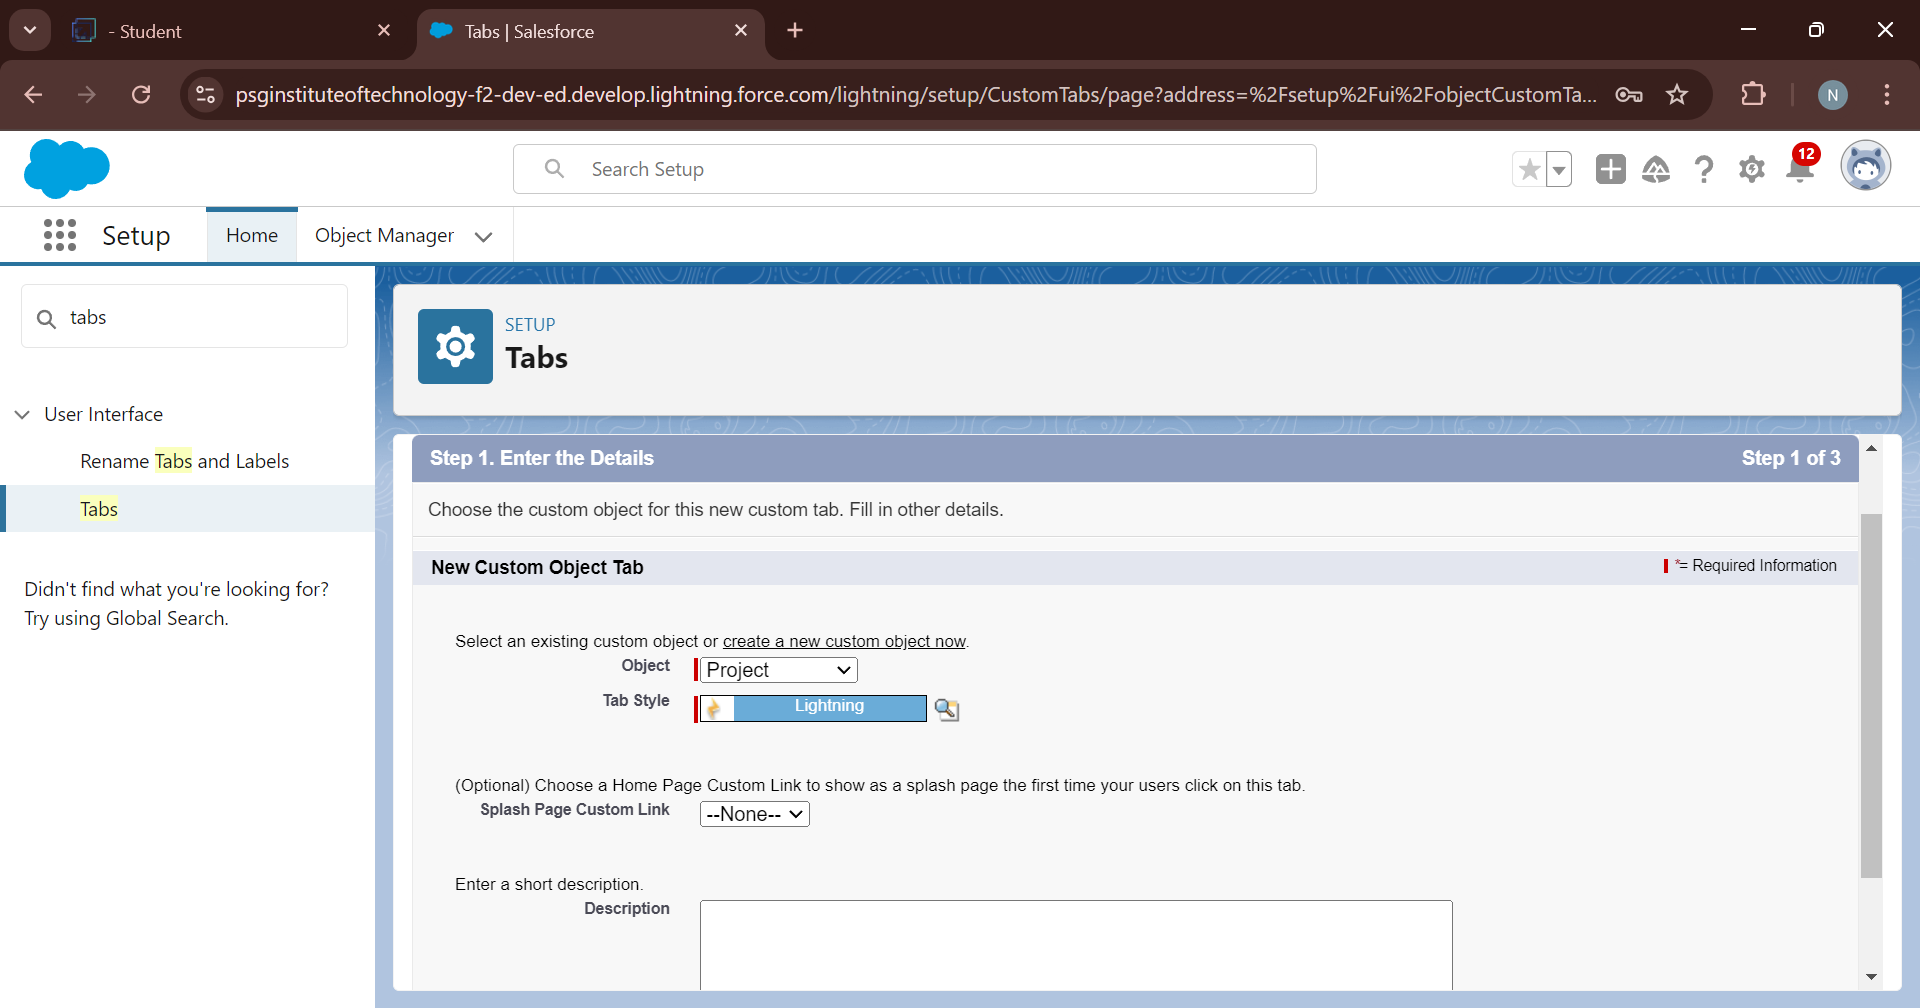 - Student
Tabs | Salesforce
psginstituteoftechnology-f2-dev-ed.develop.lightning.force.com/lightning/setup/CustomTabs/page?address=%2Fsetup%2Fui%2FobjectCustomTa...
N
Search Setup
12
Setup
Home
Object Manager
tabs
SETUP
Tabs
User Interface
Rename Tabs and Labels
Tabs
Didn't find what you're looking for?
Try using Global Search.
Step 1. Enter the Details
Step 1 of 3
Choose the custom object for this new custom tab. Fill in other details.
New Custom Object Tab
*= Required Information
Select an existing custom object or create a new custom object now.
Object
Project
Tab Style
Lightning
(Optional) Choose a Home Page Custom Link to show as a splash page the first time your users click on this tab.
Splash Page Custom Link
--None--
Enter a short description.
Description